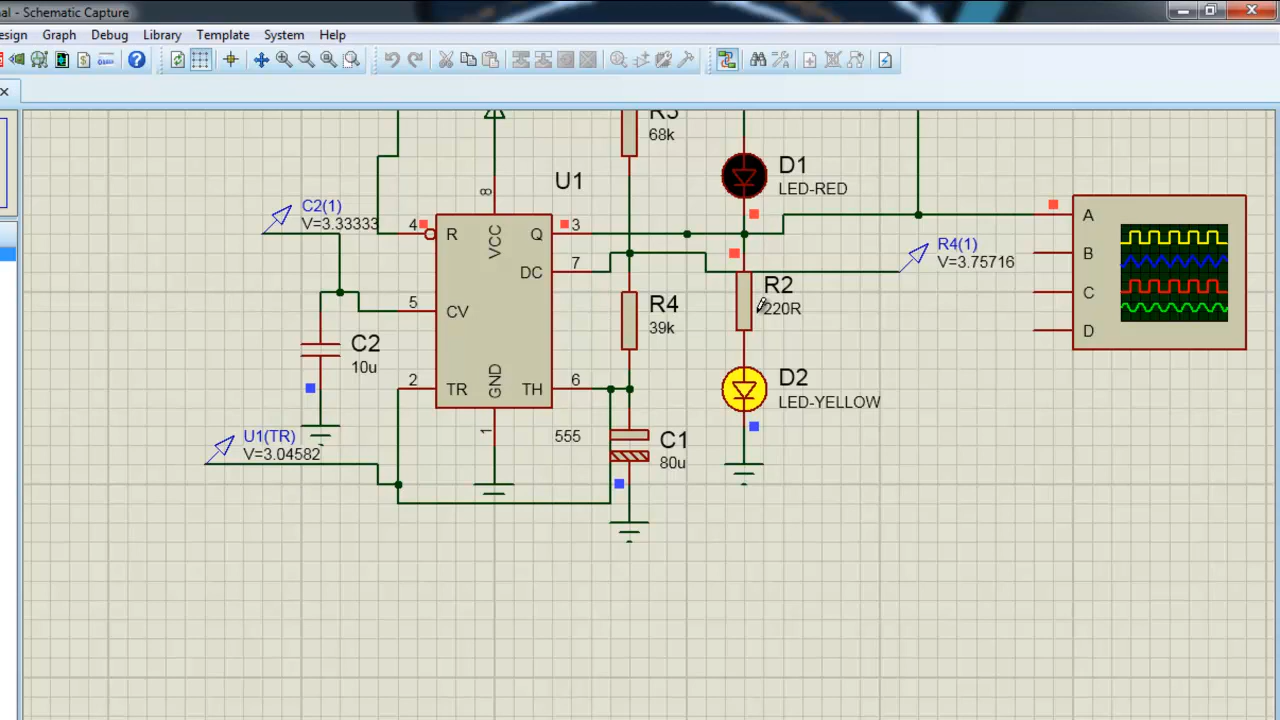 al - Schematic Capture
esign Graph Debug Library Template System Help
R3
68k
D1
LED-RED
U1
8
C2(1)
V=3.33333
4 R VCC Q 3
A
R4(1)
V=3.75716
DC 7
B
R2
220R
R4
39k
C
5 CV
D
C2
10u
2 TR GND TH 6
D2
LED-YELLOW
1
555
U1(TR)
V=3.04582
C1
80u